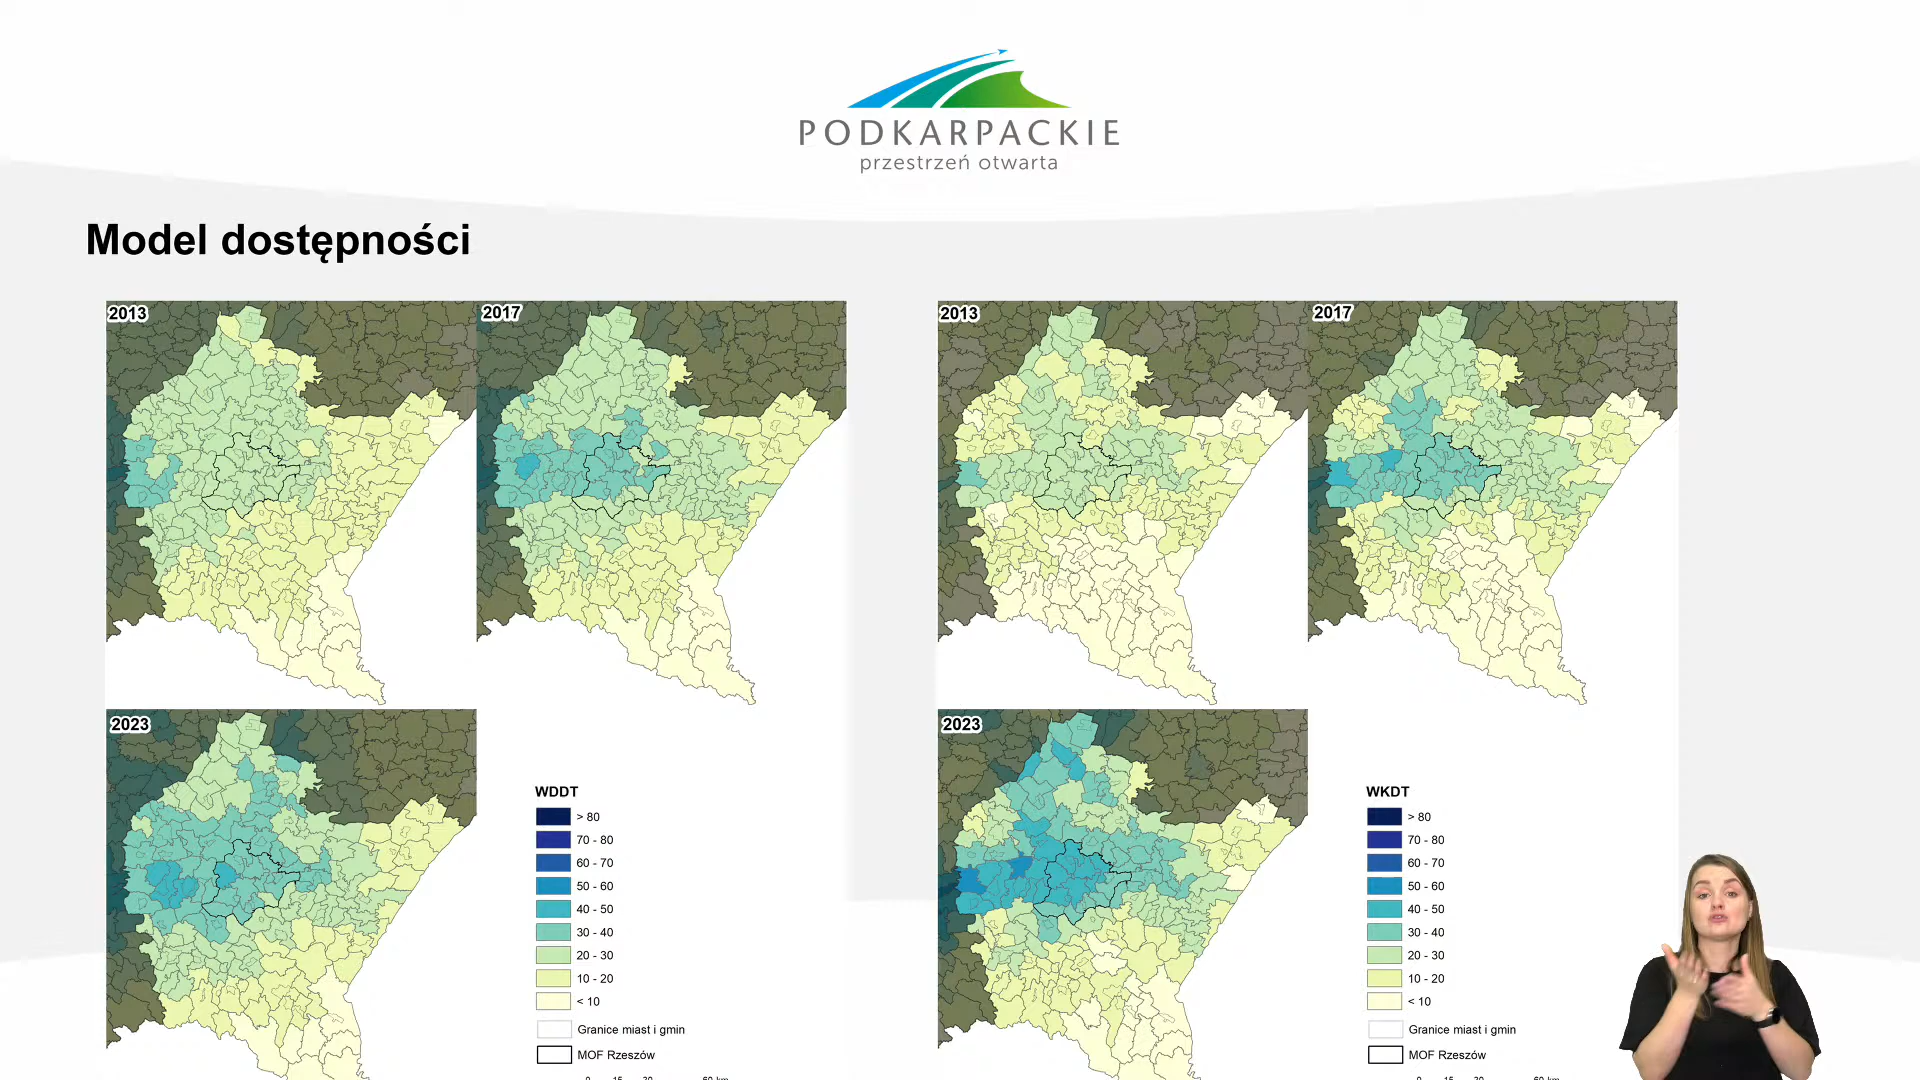 PODKARPACKIE
przestrzeń otwarta
Model dostępności
2013
2017
2023
WDDT
> 80
70 - 80
60 - 70
50 - 60
40 - 50
30 - 40
20 - 30
10 - 20
< 10
Granice miast i gmin
MOF Rzeszów
2013
2017
2023
WKDT
> 80
70 - 80
60 - 70
50 - 60
40 - 50
30 - 40
20 - 30
10 - 20
< 10
Granice miast i gmin
MOF Rzeszów